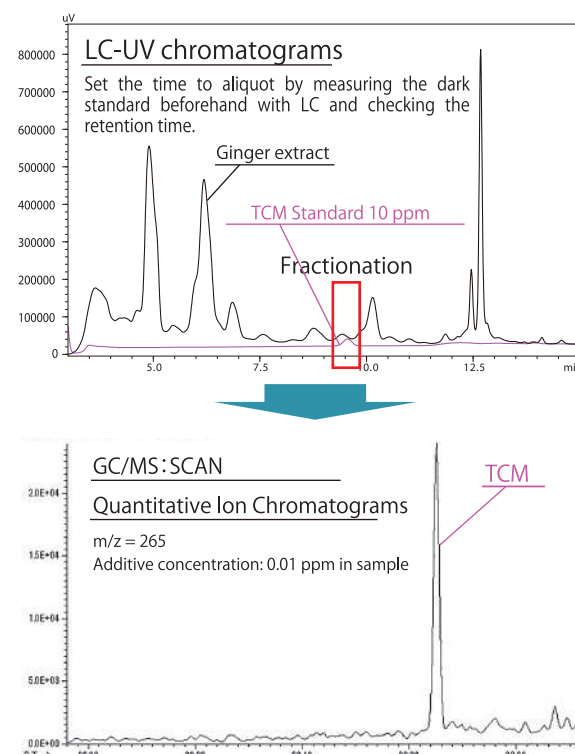 uV
LC-UV chromatograms
Set the time to aliquot by measuring the dark
standard beforehand with LC and checking the
retention time.
Ginger extract
TCM Standard 10 ppm
Fractionation
800000
700000
600000
500000
400000
300000
200000
100000
0
5.0
7.5
0.0
12.5
mi
GC/MS:SCAN
TCM
Quantitative Ion Chromatograms
m/z = 265
Additive concentration: 0.01 ppm in sample
2.0E+04
1.5E+04
1.0E+04
5.0E+03
0.0E+00